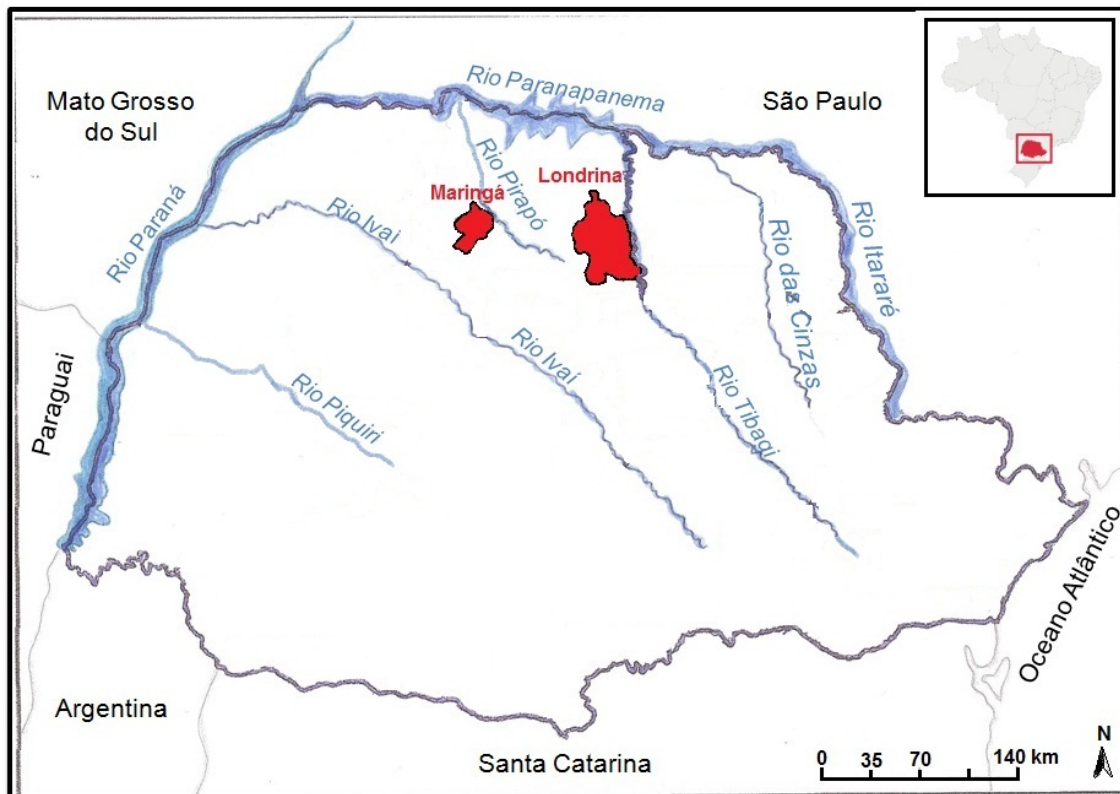 Mato Grosso
do Sul
Rio Paranapanema
São Paulo
Rio Pirapó
Londrina
Maringá
Rio Paraná
Rio Ivaí
Rio das Cinzas
Rio Itararé
Rio Ivaí
Rio Piquiri
Rio Tibagi
Paraguai
Oceano Atlântico
Argentina
Santa Catarina
N
0 35 70 140 km